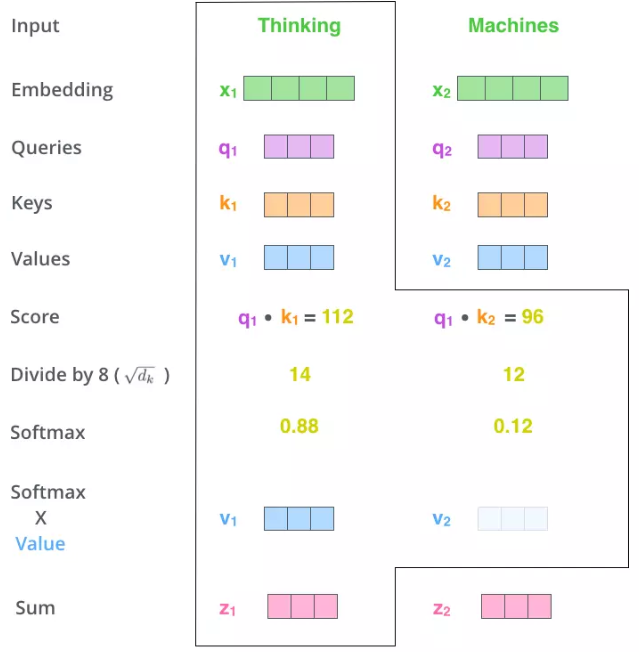 Input Thinking Machines
Embedding x₁ x₂
Queries q₁ q₂
Keys k₁ k₂
Values v₁ v₂
Score q₁ • k₁ = 112 q₁ • k₂ = 96
Divide by 8 ( √dₖ ) 14 12
Softmax 0.88 0.12
Softmax
X v₁ v₂
Value
Sum z₁ z₂